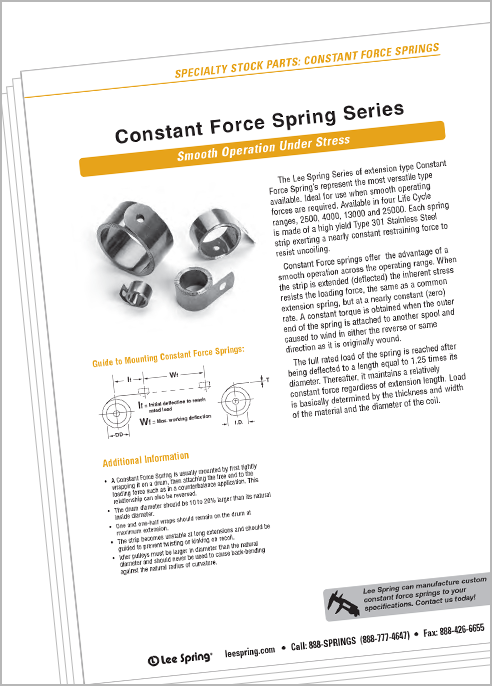 SPECIALTY STOCK PARTS: CONSTANT FORCE SPRINGS
Constant Force Spring Series
Smooth Operation Under Stress
The Lee Spring Series of extension type Constant
Force Spring's represent the most versatile type
available. Ideal for use when smooth operating
forces are required. Available in four Life Cycle
ranges, 2500, 4000, 13000 and 25000. Each spring
is made of a high yield Type 301 Stainless Steel
strip exerting a nearly constant restraining force to
resist uncoiling.
Constant Force springs offer the advantage of a
smooth operation across the operating range. When
the strip is extended (deflected) the inherent stress
resists the loading force, the same as a common
extension spring, but at a nearly constant (zero)
rate. A constant torque is obtained when the outer
end of the spring is attached to another spool and
caused to wind in either the reverse or same
direction as it is originally wound.
The full rated load of the spring is reached after
being deflected to a length equal to 1.25 times its
diameter. Thereafter, it maintains a relatively
constant force regardless of extension length. Load
is basically determined by the thickness and width
of the material and the diameter of the coil.
Guide to Mounting Constant Force Springs:
If
Wf
If = Initial deflection to reach
rated load
Wf = Max. working deflection
O.D.
I.D.
T
Additional Information
• A Constant Force Spring is usually mounted by first tightly
wrapping it on a drum, then attaching the free end to the
loading force such as in a counterbalance application. This
relationship can also be reversed.
• The drum diameter should be 10 to 20% larger than its natural
inside diameter.
• One and one-half wraps should remain on the drum at
maximum extension.
• The strip becomes unstable at long extensions and should be
guided to prevent twisting or kinking on recoil.
• Idler pulleys must be larger in diameter than the natural
diameter and should never be used to cause back-bending
against the natural radius of curvature.
Lee Spring can manufacture custom
constant force springs to your
specifications. Contact us today!
Lee Spring® leespring.com • Call: 888-SPRINGS (888-777-4647) • Fax: 888-426-6655